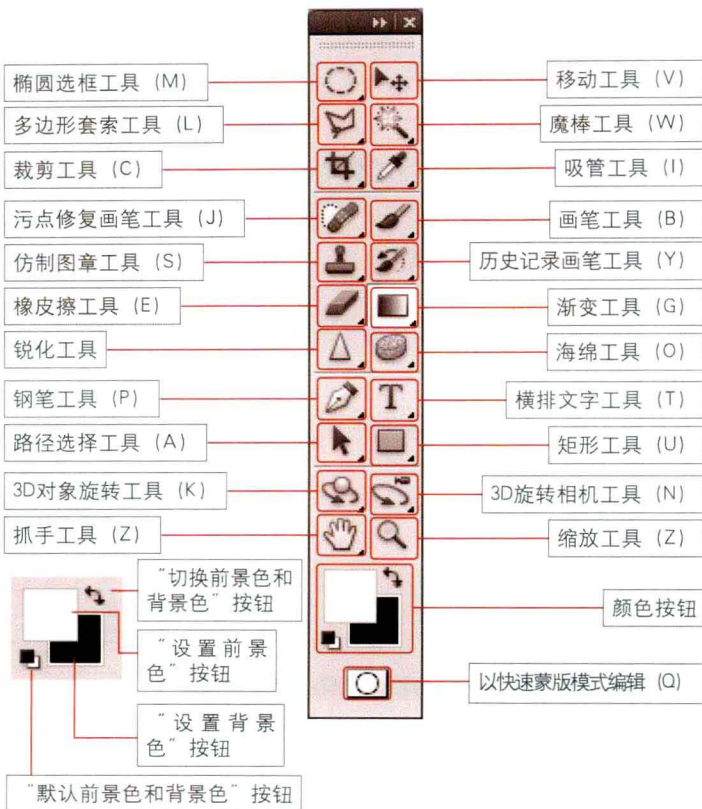 椭圆选框工具 (M)
移动工具 (V)
多边形套索工具 (L)
魔棒工具 (W)
裁剪工具 (C)
吸管工具 (I)
污点修复画笔工具 (J)
画笔工具 (B)
仿制图章工具 (S)
历史记录画笔工具 (Y)
橡皮擦工具 (E)
渐变工具 (G)
锐化工具
海绵工具 (O)
钢笔工具 (P)
横排文字工具 (T)
路径选择工具 (A)
矩形工具 (U)
3D对象旋转工具 (K)
3D旋转相机工具 (N)
抓手工具 (Z)
缩放工具 (Z)
“切换前景色和
背景色”按钮
颜色按钮
“设置前景
色”按钮
以快速蒙版模式编辑 (Q)
“设置背景
色”按钮
“默认前景色和背景色”按钮